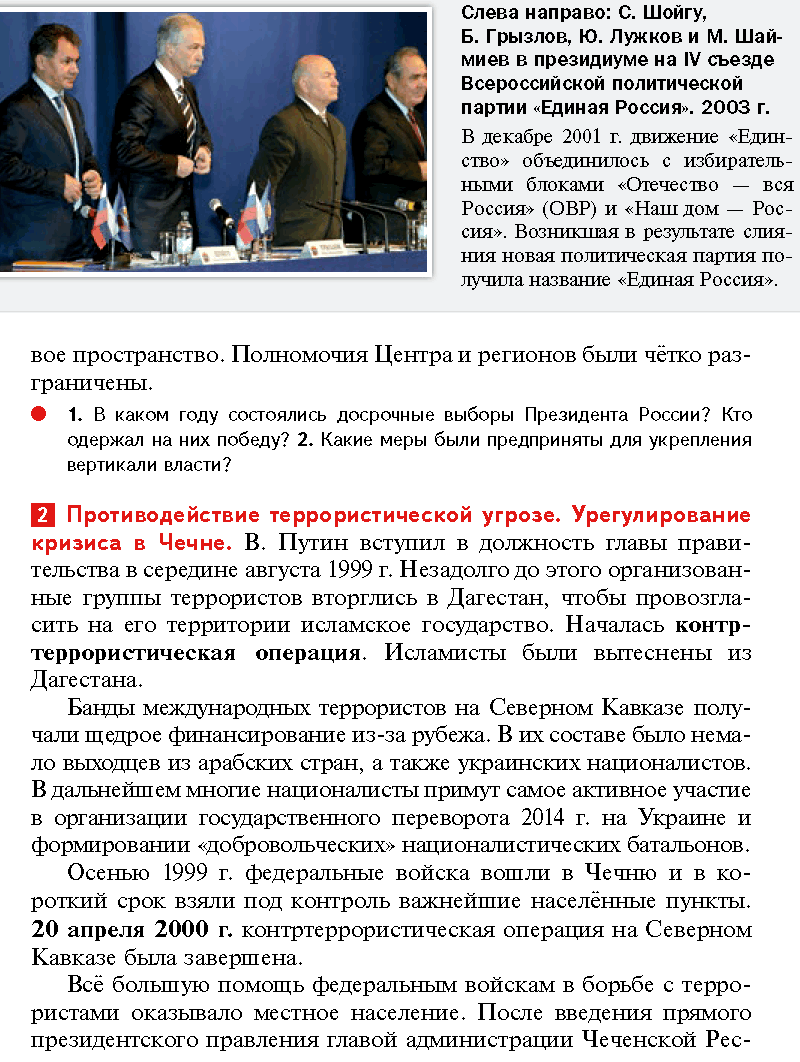 Слева направо: С. Шойгу,
Б. Грызлов, Ю. Лужков и М. Шай-
миев в президиуме на IV съезде
Всероссийской политической
партии «Единая Россия». 2003 г.
В декабре 2001 г. движение «Един-
ство» объединилось с избиратель-
ными блоками «Отечество — вся
Россия» (ОВР) и «Наш дом — Рос-
сия». Возникшая в результате слия-
ния новая политическая партия по-
лучила название «Единая Россия».
вое пространство. Полномочия Центра и регионов были чётко раз-
граничены.
1. В каком году состоялись досрочные выборы Президента России? Кто
одержал на них победу? 2. Какие меры были предприняты для укрепления
вертикали власти?
2 Противодействие террористической угрозе. Урегулирование
кризиса в Чечне. В. Путин вступил в должность главы прави-
тельства в середине августа 1999 г. Незадолго до этого организован-
ные группы террористов вторглись в Дагестан, чтобы провозгла-
сить на его территории исламское государство. Началась контр-
террористическая операция. Исламисты были вытеснены из
Дагестана.
Банды международных террористов на Северном Кавказе полу-
чали щедрое финансирование из-за рубежа. В их составе было нема-
ло выходцев из арабских стран, а также украинских националистов.
В дальнейшем многие националисты примут самое активное участие
в организации государственного переворота 2014 г. на Украине и
формировании «добровольческих» националистических батальонов.
Осенью 1999 г. федеральные войска вошли в Чечню и в ко-
роткий срок взяли под контроль важнейшие населённые пункты.
20 апреля 2000 г. контртеррористическая операция на Северном
Кавказе была завершена.
Всё большую помощь федеральным войскам в борьбе с терро-
ристами оказывало местное население. После введения прямого
президентского правления главой администрации Чеченской Рес-